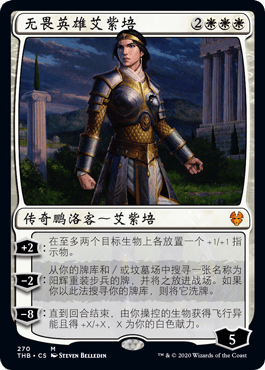 无畏英雄艾紫培 2
传奇鹏洛客～艾紫培
+2: 在至多两个目标生物上各放置一个 +1/+1 指
示物。
-2: 从你的牌库和／或坟墓场中搜寻一张名称为
阳辉重装步兵的牌，并将之放进战场。如果
你以此法搜寻你的牌库，则将它洗牌。
-8: 直到回合结束，由你操控的生物获得飞行异
能且得 +X/+X，X 为你的白色献力。
5
270 M
THB • CS Steven Belledin ™ & © 2020 Wizards of the Coast